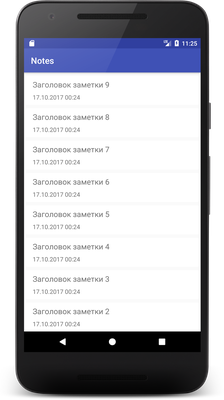 11:25
Notes
Заголовок заметки 9
17.10.2017 00:24
Заголовок заметки 8
17.10.2017 00:24
Заголовок заметки 7
17.10.2017 00:24
Заголовок заметки 6
17.10.2017 00:24
Заголовок заметки 5
17.10.2017 00:24
Заголовок заметки 4
17.10.2017 00:24
Заголовок заметки 3
17.10.2017 00:24
Заголовок заметки 2
17.10.2017 00:24